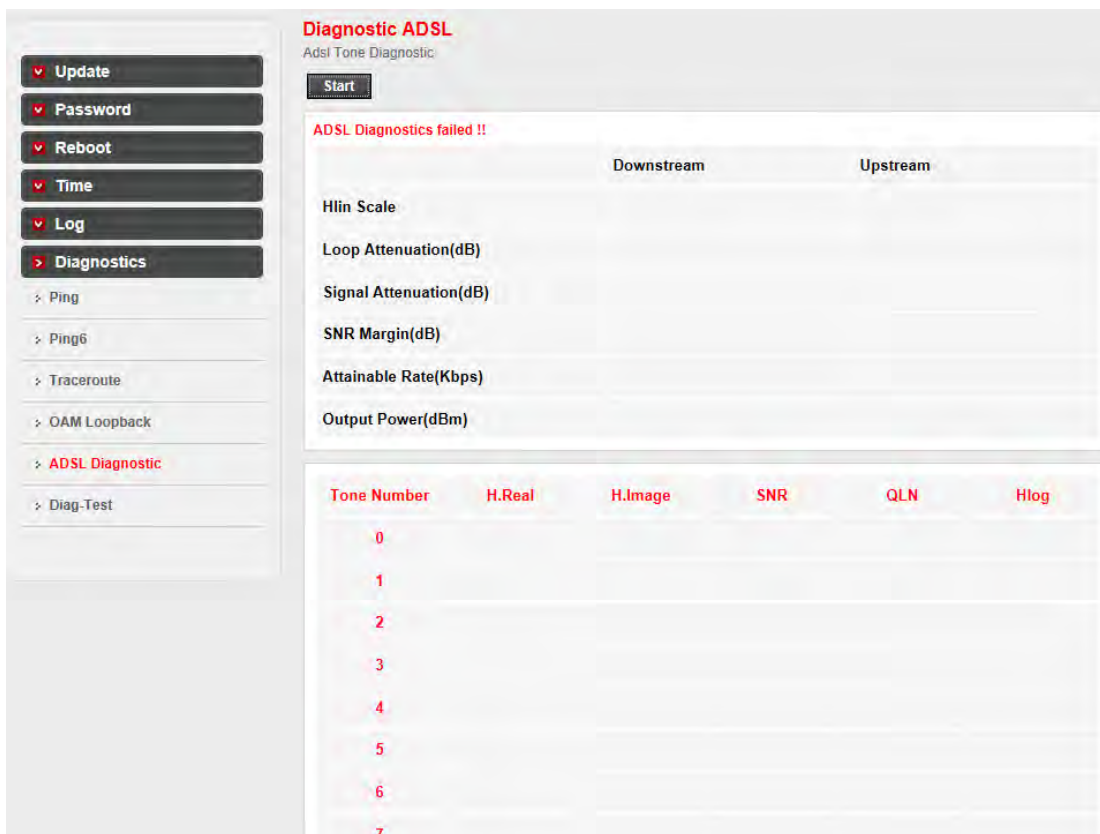 Update
Password
Reboot
Time
Log
Diagnostics
Ping
Ping6
Traceroute
OAM Loopback
ADSL Diagnostic
Diag-Test
Diagnostic ADSL
Adsl Tone Diagnostic
Start
ADSL Diagnostics failed !!
Downstream Upstream
Hlin Scale
Loop Attenuation(dB)
Signal Attenuation(dB)
SNR Margin(dB)
Attainable Rate(Kbps)
Output Power(dBm)
Tone Number H.Real H.Image SNR QLN Hlog
0
1
2
3
4
5
6
7